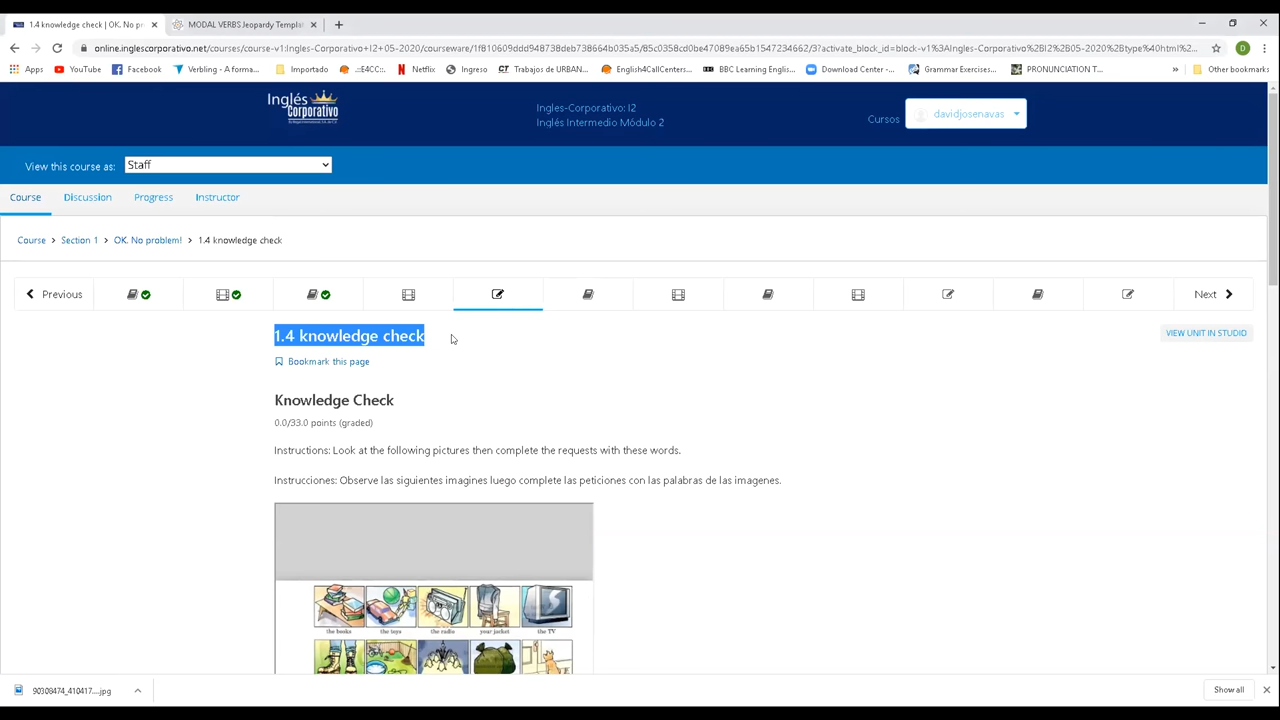 1.4 knowledge check | OK. No pr
MODAL VERBS Jeopardy Templat
online.inglescorporativo.net/courses/course-v1:Ingles-Corporativo+I2+05-2020/courseware/1f810609ddd948738deb738664b035a5/85c0358cd0be47089ea65b1547234662/3?activate_block_id=block-v1%3AIngles-Corporativo%2BI2%2B05-2020%2Btype%40html%2...
D
Apps YouTube Facebook Verbling - A forma... Importado .::E4CC::. Netflix Ingreso Trabajos de URBAN... English4CallCenters... BBC Learning Englis... Download Center -... Grammar Exercises... PRONUNCIATION T... » Other bookmarks
Inglés
Corporativo
Ingles-Corporativo: I2
Inglés Intermedio Módulo 2
Cursos
davidjosenavas
View this course as: Staff
Course Discussion Progress Instructor
Course > Section 1 > OK. No problem! > 1.4 knowledge check
Previous
Next
1.4 knowledge check
VIEW UNIT IN STUDIO
Bookmark this page
Knowledge Check
0.0/33.0 points (graded)
Instructions: Look at the following pictures then complete the requests with these words.
Instrucciones: Observe las siguientes imagines luego complete las peticiones con las palabras de las imagenes.
the books the toys the radio your jacket the TV
90308474_410417....jpg
Show all